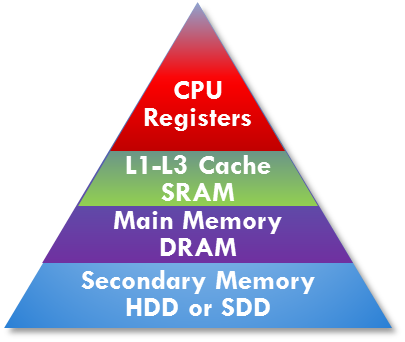 CPU
Registers
L1-L3 Cache
SRAM
Main Memory
DRAM
Secondary Memory
HDD or SDD